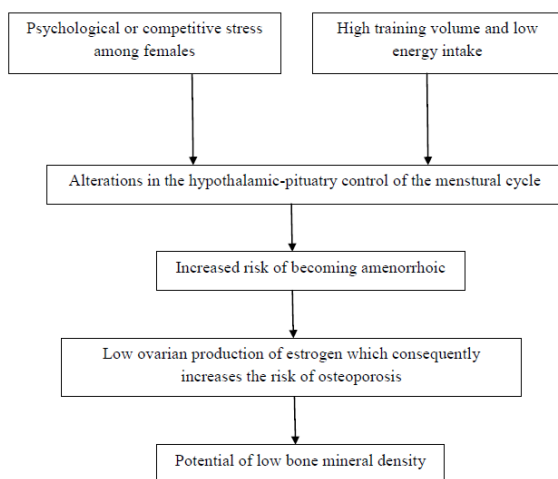 Psychological or competitive stress
among females
High training volume and low
energy intake
Alterations in the hypothalamic-pituatry control of the menstural cycle
Increased risk of becoming amenorrhoic
Low ovarian production of estrogen which consequently
increases the risk of osteoporosis
Potential of low bone mineral density